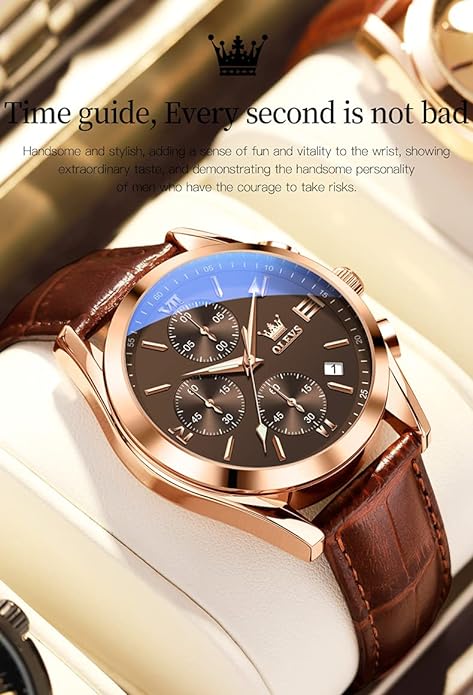 Time guide, Every second is not bad
Handsome and stylish, adding a sense of fun and vitality to the wrist, showing
extraordinary taste, and demonstrating the handsome personality
of men who have the courage to take risks.
OLEVS
1